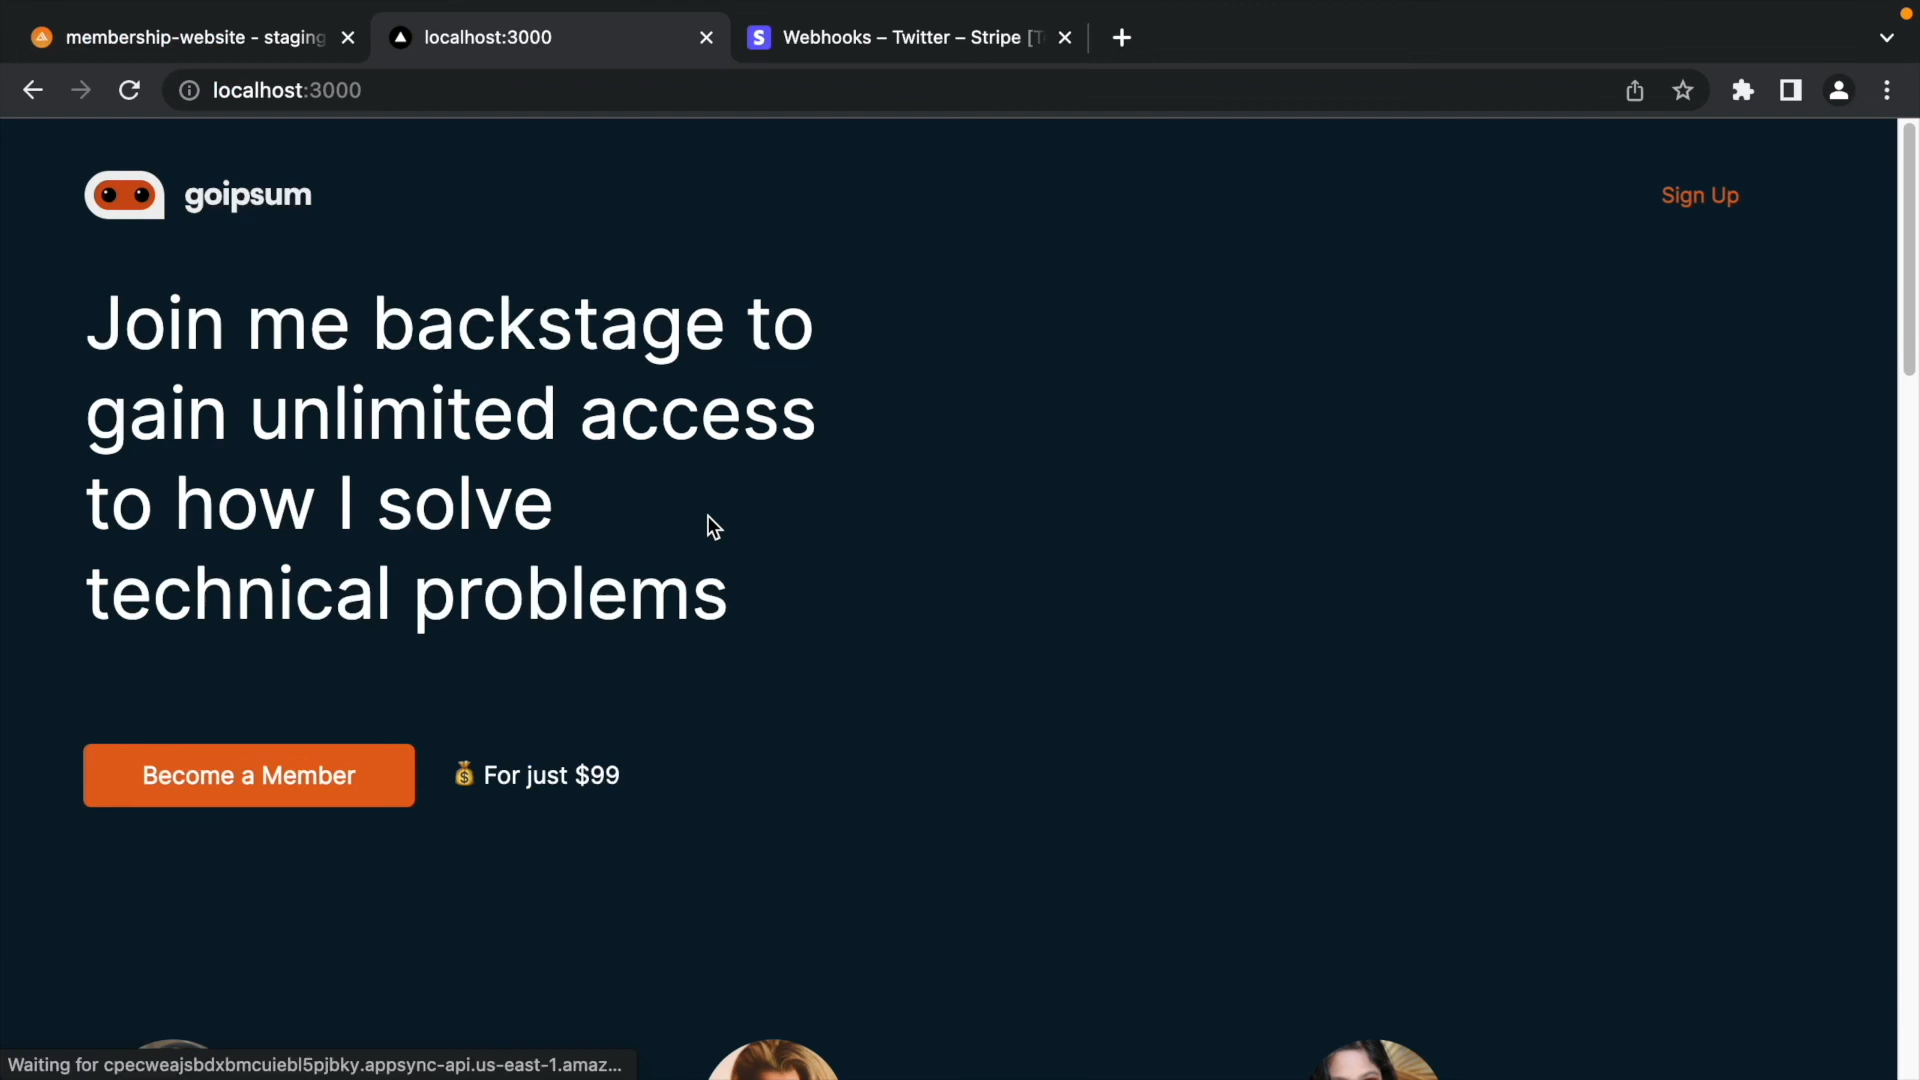 membership-website - staging
localhost:3000
Webhooks – Twitter – Stripe [T
localhost:3000
goipsum
Sign Up
Join me backstage to
gain unlimited access
to how I solve
technical problems
Become a Member
💰 For just $99
Waiting for cpecweajsbdxbmcuiebl5pjbky.appsync-api.us-east-1.amaz...